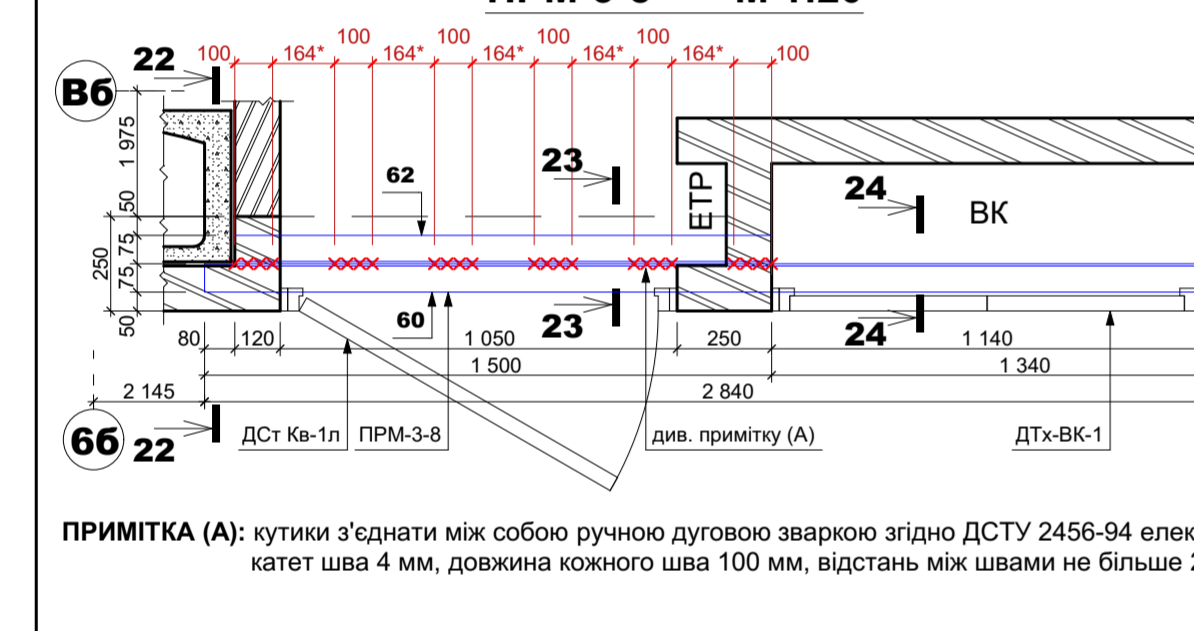 100 100 100 100 100 100
164* 164* 164* 164* 164*
22
Вб
1 975
50
75
75
50
250
62
23
ЕТР
24
ВК
60
23
24
80 120 1 050 250 1 140
1 500 1 340
2 145 2 840
6б
22
ДСт Кв-1л
ПРМ-3-8
див. примітку (А)
ДТх-ВК-1
ПРИМІТКА (А): кутики з'єднати між собою ручною дуговою зваркою згідно ДСТУ 2456-94
катет шва 4 мм, довжина кожного шва 100 мм, відстань між швами не більше